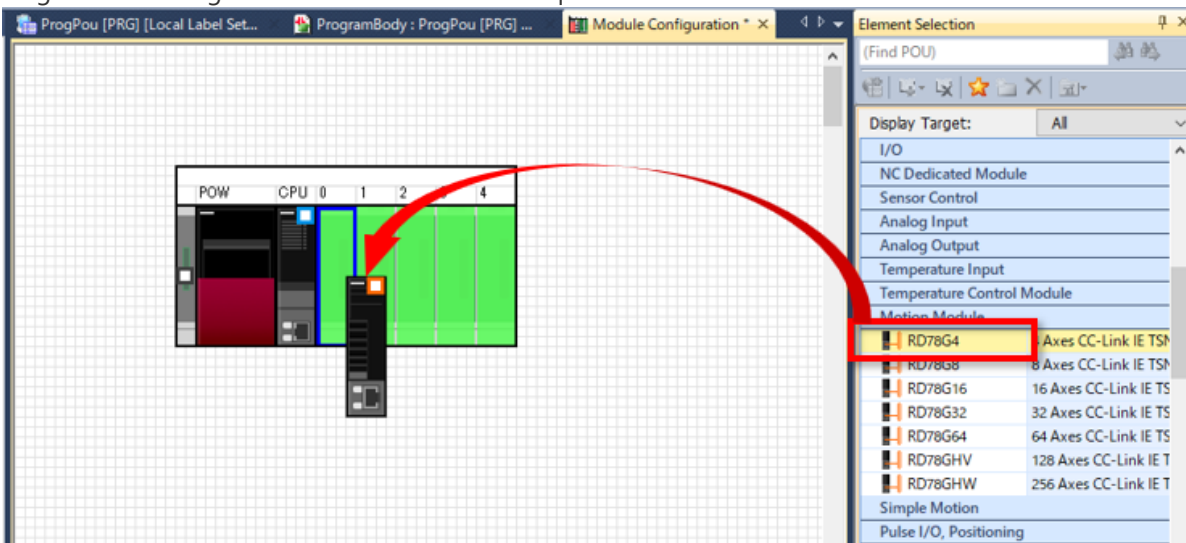 ProgPou [PRG] [Local Label Set...
ProgramBody : ProgPou [PRG] ...
Module Configuration *
Element Selection
(Find POU)
Display Target: All
POW CPU 0 1 2 4
I/O
NC Dedicated Module
Sensor Control
Analog Input
Analog Output
Temperature Input
Temperature Control Module
Motion Module
RD78G4 Axes CC-Link IE TSN
RD78G8 8 Axes CC-Link IE TSN
RD78G16 16 Axes CC-Link IE TS
RD78G32 32 Axes CC-Link IE TS
RD78G64 64 Axes CC-Link IE TS
RD78GHV 128 Axes CC-Link IE T
RD78GHW 256 Axes CC-Link IE T
Simple Motion
Pulse I/O, Positioning